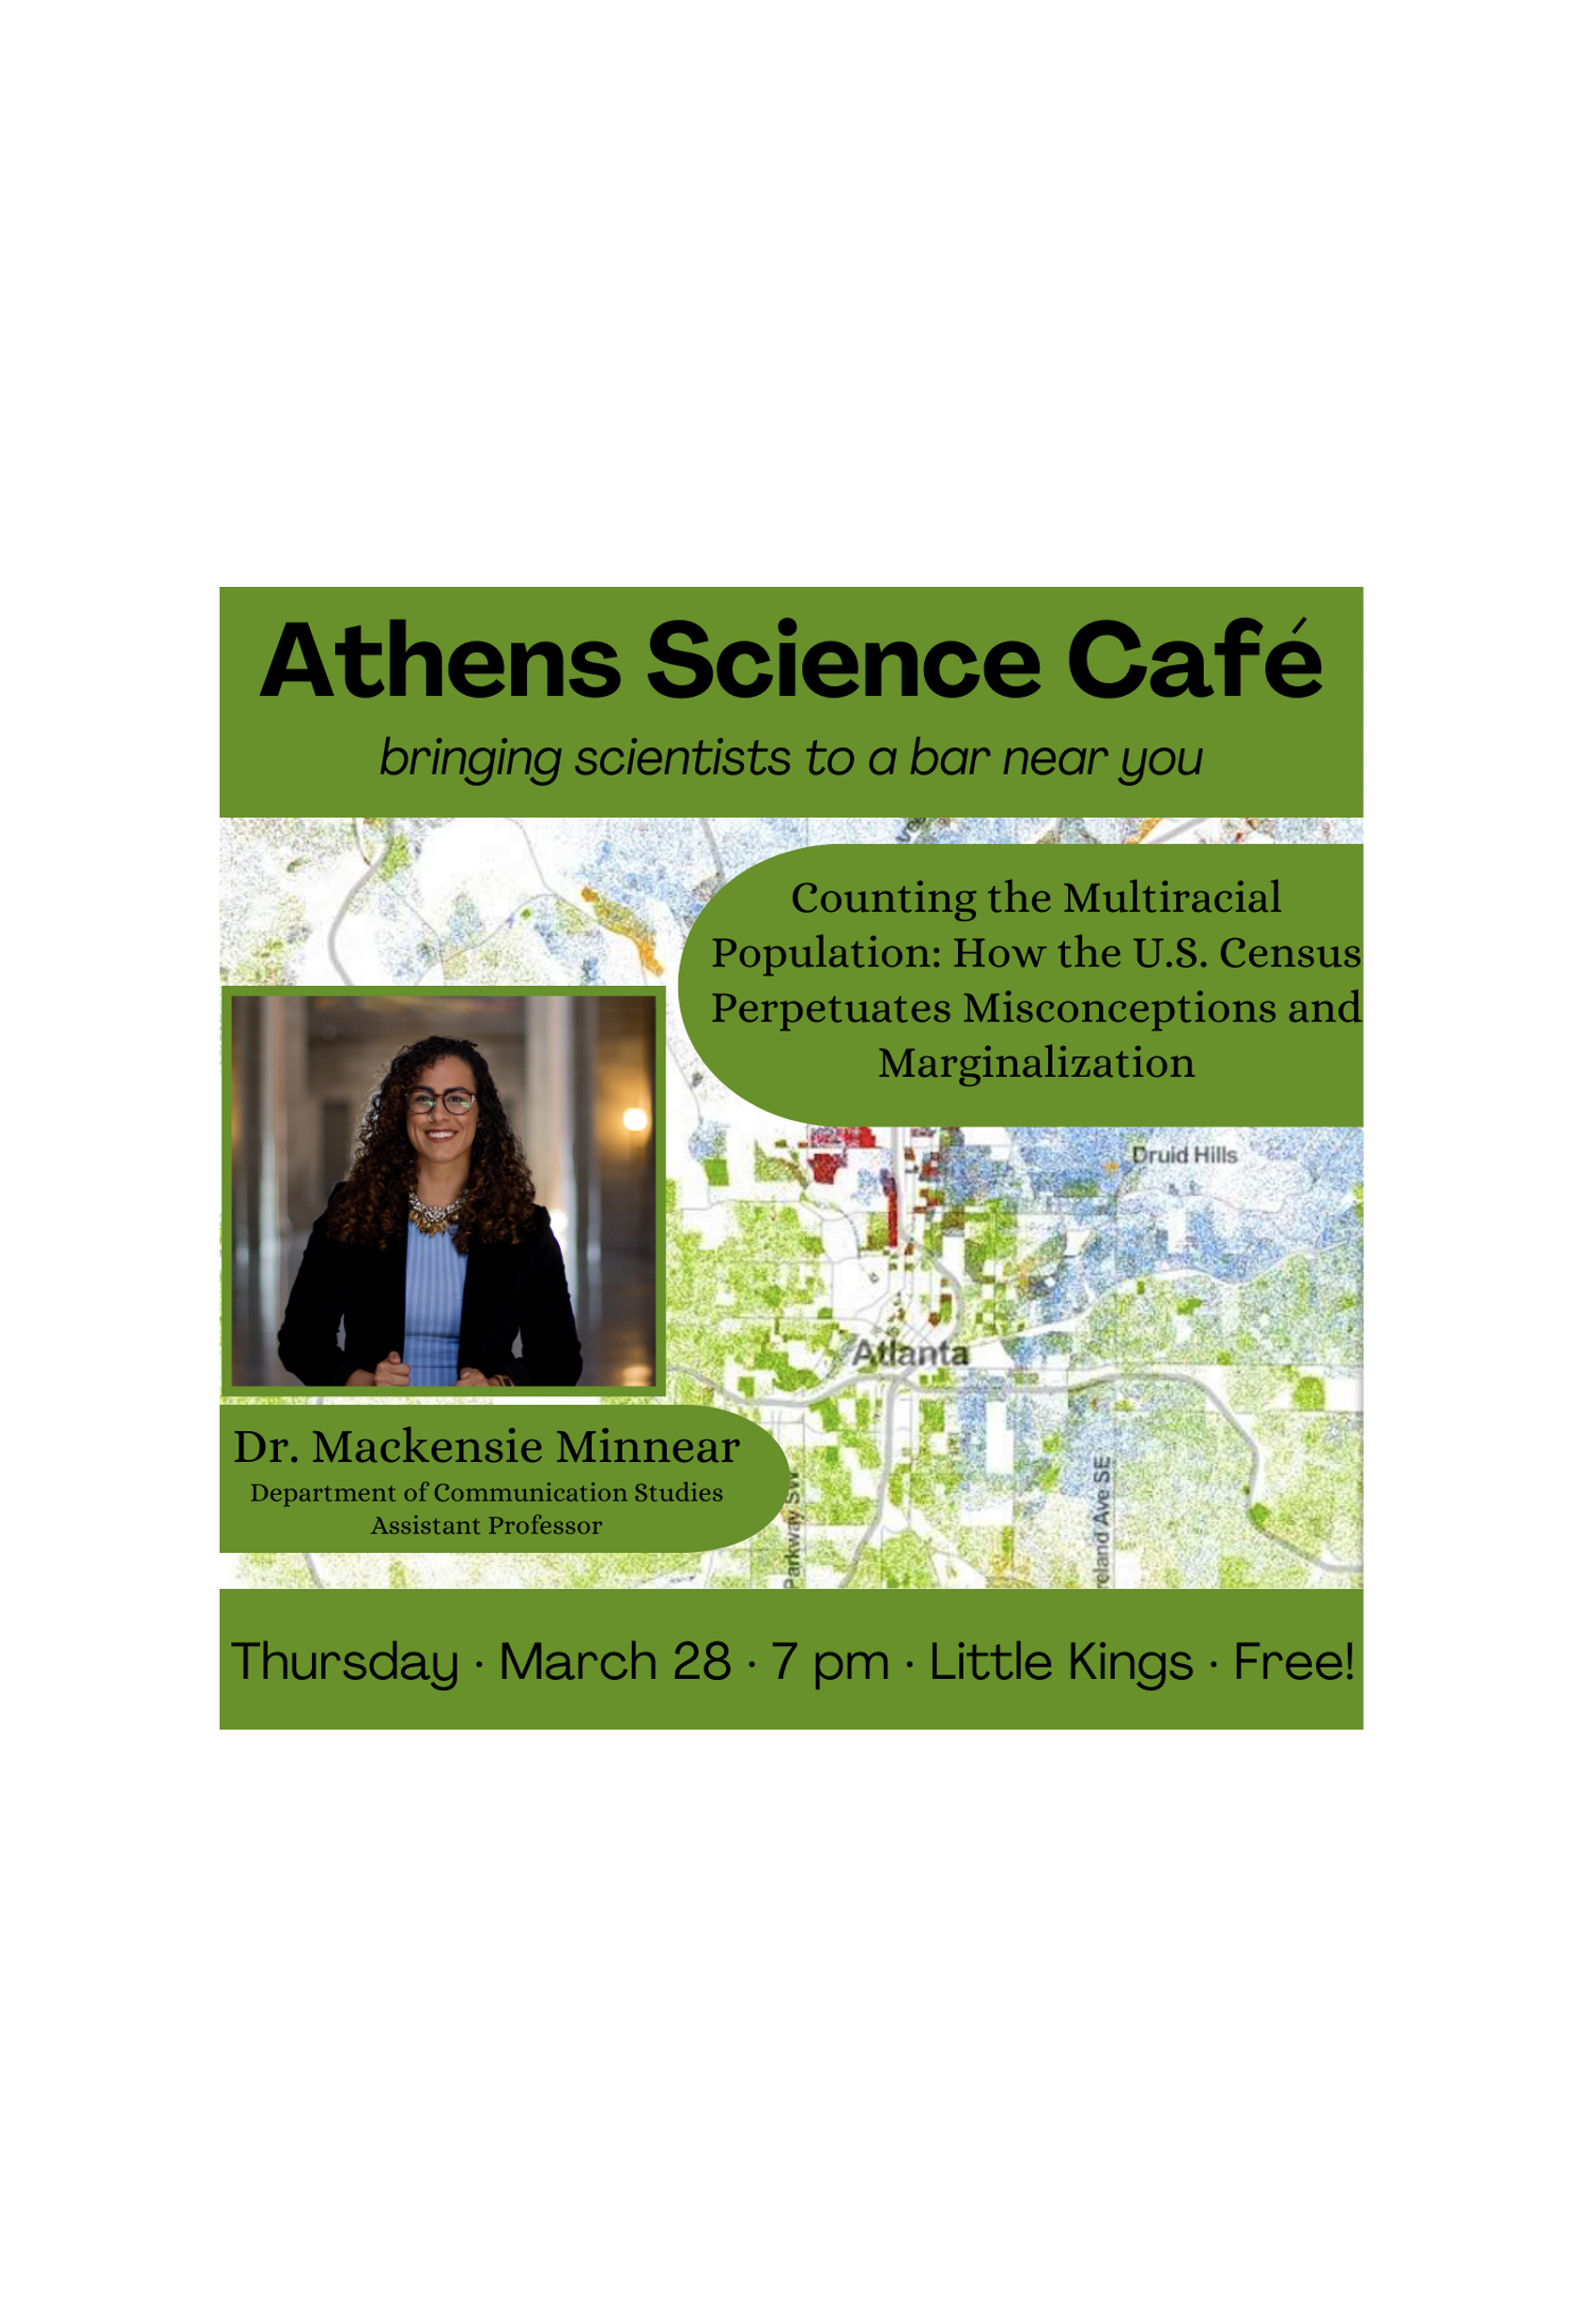 Athens Science Café
bringing scientists to a bar near you
Counting the Multiracial
Population: How the U.S. Census
Perpetuates Misconceptions and
Marginalization
Druid Hills
Atlanta
Dr. Mackensie Minnear
Department of Communication Studies
Assistant Professor
Parkway SW
reland Ave SE
Thursday · March 28 · 7 pm · Little Kings · Free!